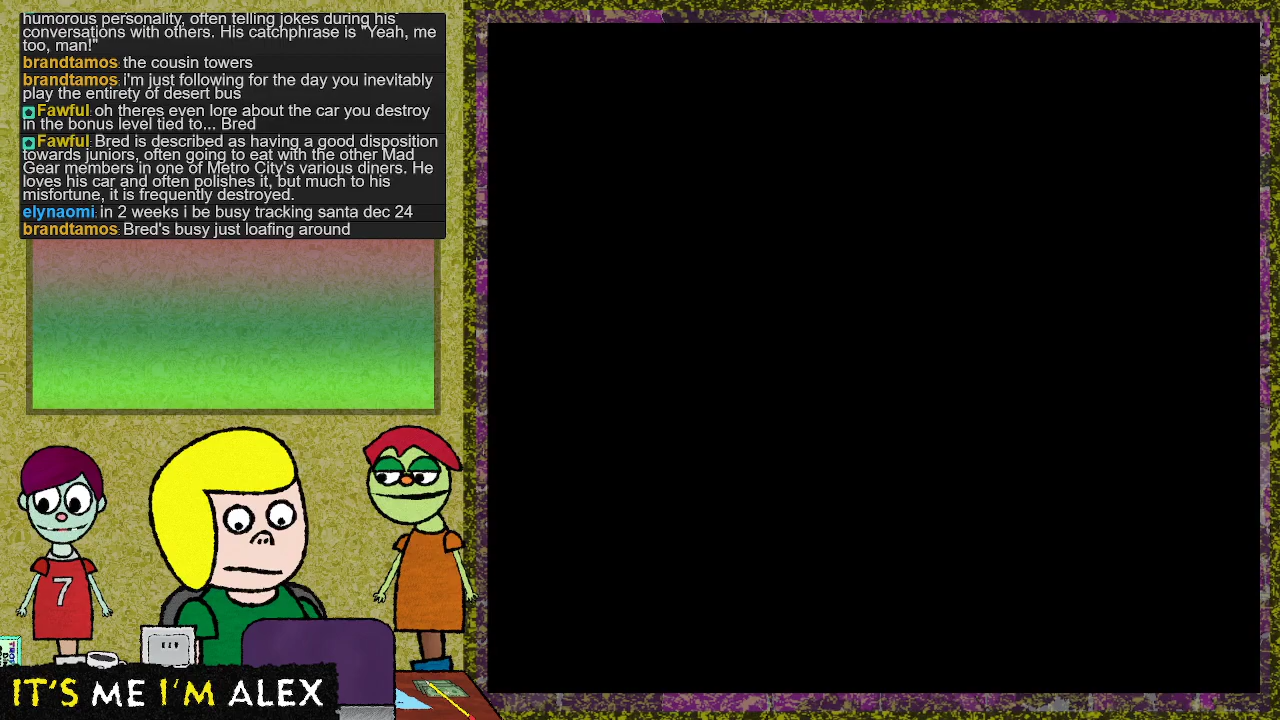 humorous personality, often telling jokes during his
conversations with others. His catchphrase is "Yeah, me
too, man!"
brandtamos: the cousin towers
brandtamos: i'm just following for the day you inevitably
play the entirety of desert bus
Fawful: oh theres even lore about the car you destroy
in the bonus level tied to... Bred
Fawful: Bred is described as having a good disposition
towards juniors, often going to eat with the other Mad
Gear members in one of Metro City's various diners. He
loves his car and often polishes it, but much to his
misfortune, it is frequently destroyed.
elynaomi: in 2 weeks i be busy tracking santa dec 24
brandtamos: Bred's busy just loafing around
7
IT'S ME I'M ALEX